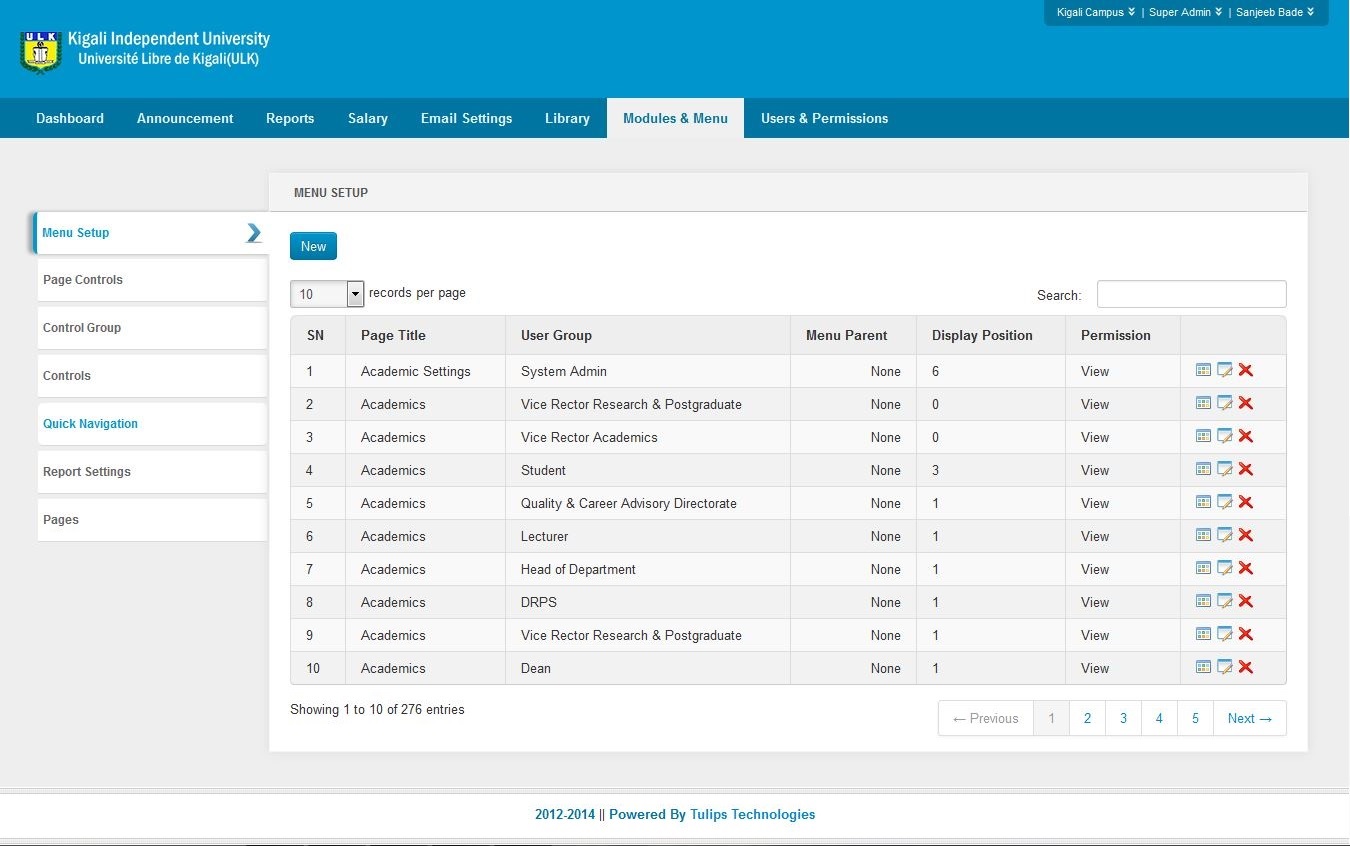 Kigali Campus | Super Admin | Sanjeeb Bade
ULK
Kigali Independent University
Université Libre de Kigali(ULK)
Dashboard Announcement Reports Salary Email Settings Library Modules & Menu Users & Permissions
MENU SETUP
Menu Setup
Page Controls
Control Group
Controls
Quick Navigation
Report Settings
Pages
New
10 records per page Search:
SN Page Title User Group Menu Parent Display Position Permission
1 Academic Settings System Admin None 6 View
2 Academics Vice Rector Research & Postgraduate None 0 View
3 Academics Vice Rector Academics None 0 View
4 Academics Student None 3 View
5 Academics Quality & Career Advisory Directorate None 1 View
6 Academics Lecturer None 1 View
7 Academics Head of Department None 1 View
8 Academics DRPS None 1 View
9 Academics Vice Rector Research & Postgraduate None 1 View
10 Academics Dean None 1 View
Showing 1 to 10 of 276 entries
← Previous 1 2 3 4 5 Next →
2012-2014 || Powered By Tulips Technologies